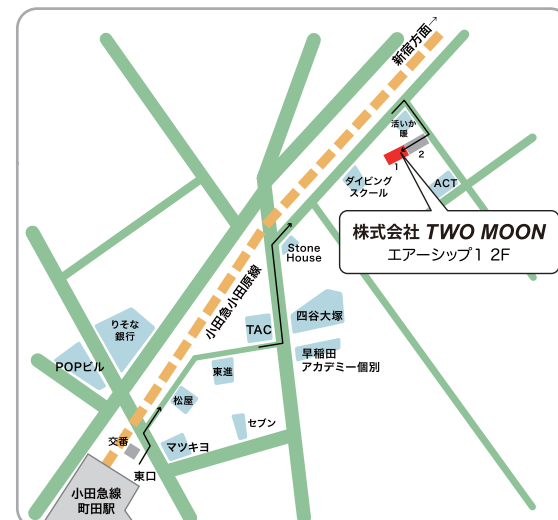 新宿方面→
活いか
暖
1
2
ダイビング
スクール
ACT
株式会社 TWO MOON
エアーシップ1 2F
Stone
House
小田急小田原線
四谷大塚
TAC
りそな
銀行
早稲田
アカデミー個別
POPビル
東進
松屋
セブン
交番
マツキヨ
東口
小田急線
町田駅